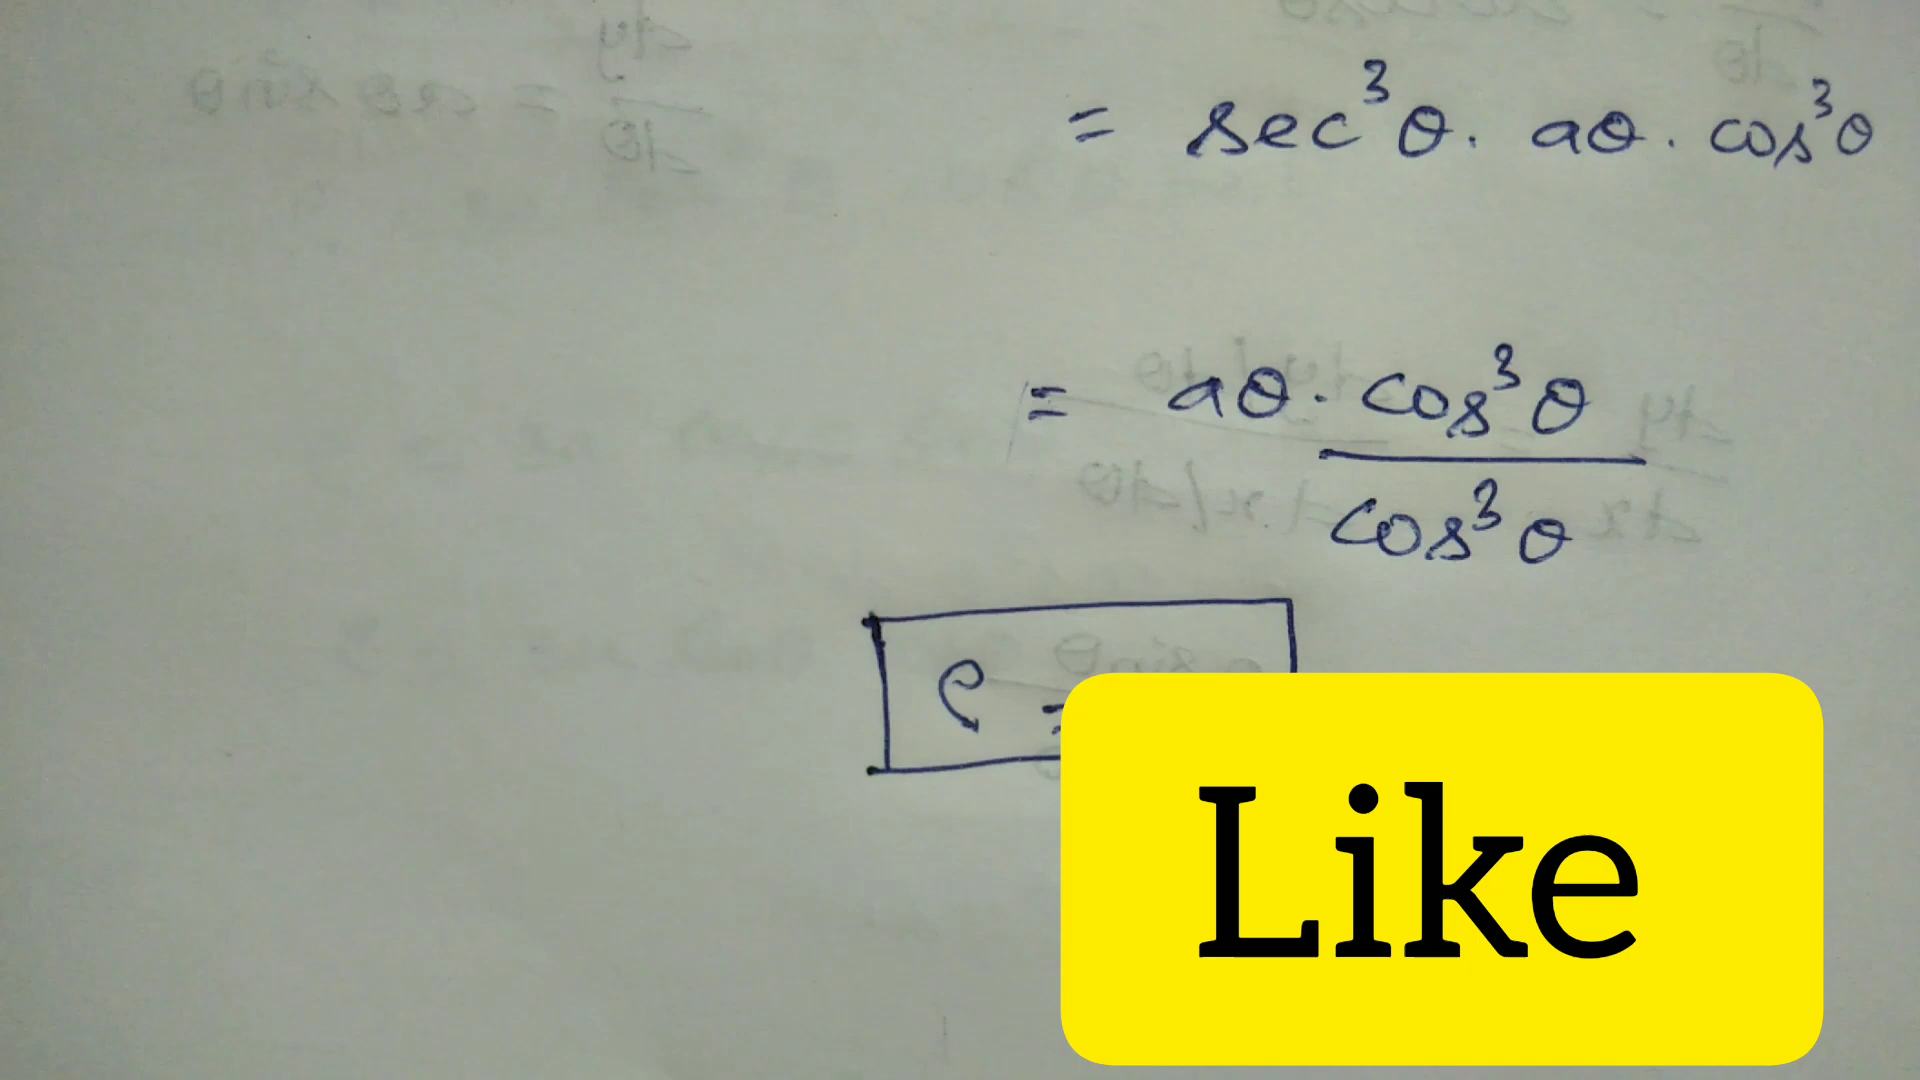 = sec³θ. aθ. cos³θ
= aθ. cos³θ
cos³θ
ρ =
Like